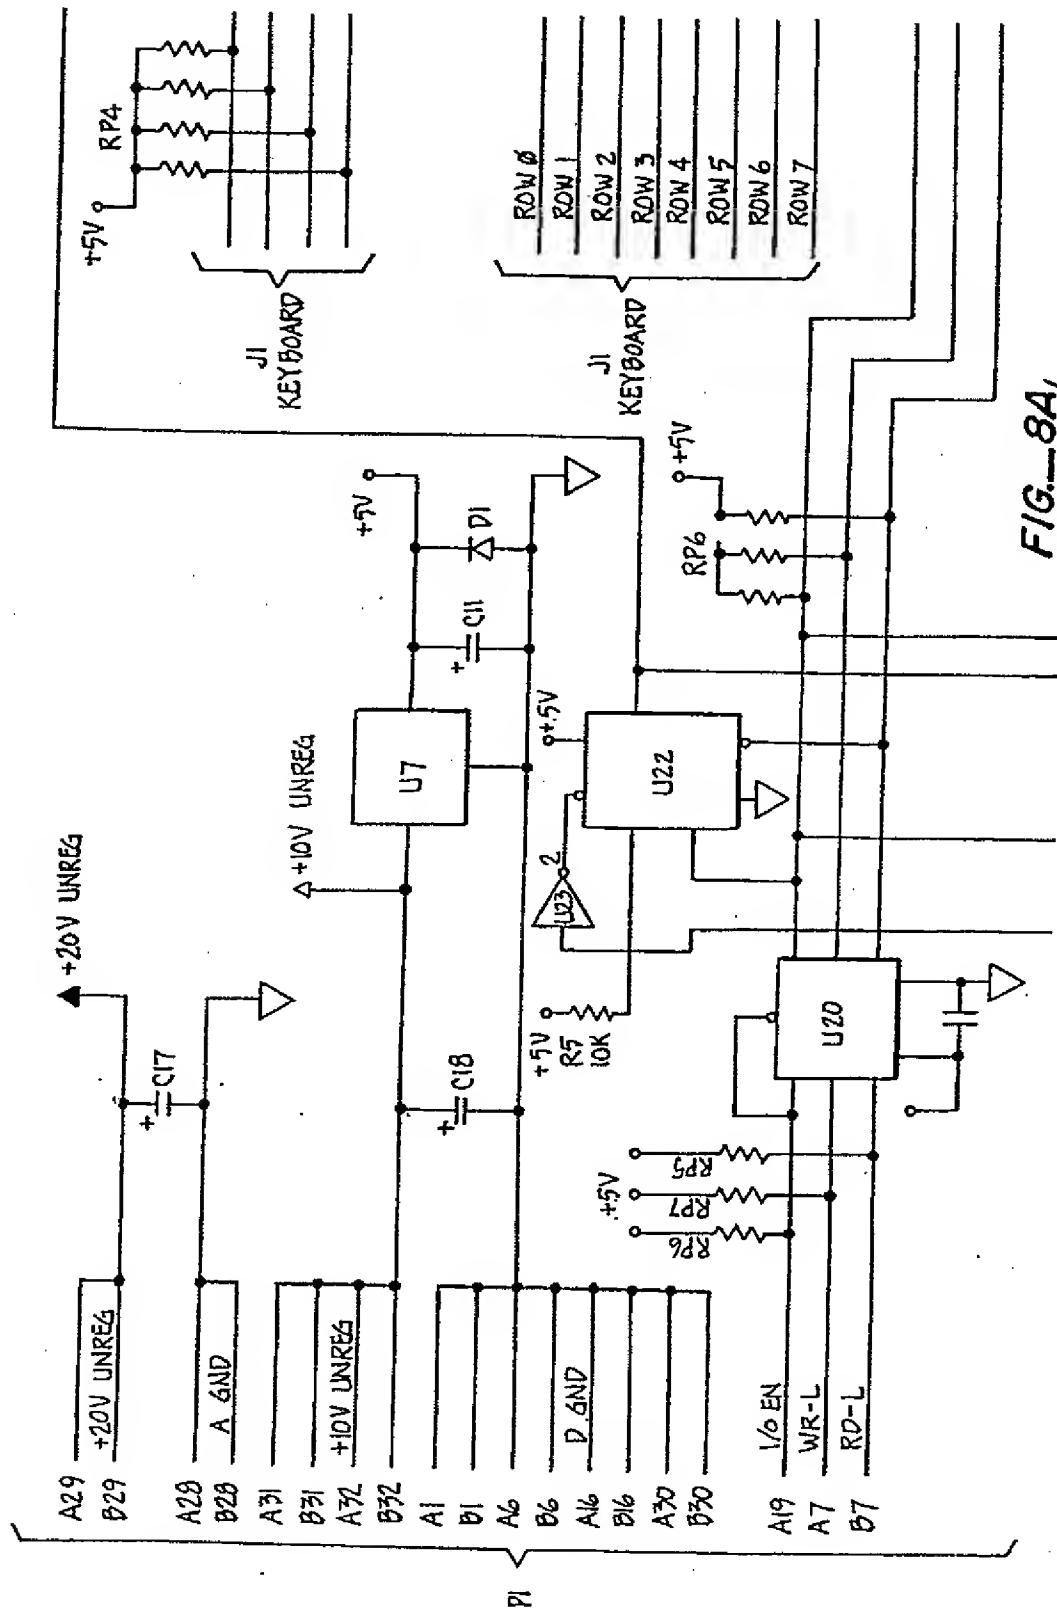 P1
A29
+20V UNREG
B29
A28
A GND
B28
A31
B31
A32
+10V UNREG
B32
A1
B1
A6
B6
A16
D.GND
B16
A30
B30
A19
I/O EN
A7
WR-L
B7
RD-L
+20V UNREG
+
C17
+
C18
+10V UNREG
U7
+5V
+
C11
D1
+5V
R5
10K
U23
2
+5V
U22
RP6
RP7
RP5
+5V
U20
RP6
+5V
+5V
RP4
J1
KEYBOARD
J1
KEYBOARD
ROW Ø
ROW 1
ROW 2
ROW 3
ROW 4
ROW 5
ROW 6
ROW 7
FIG.__8A,